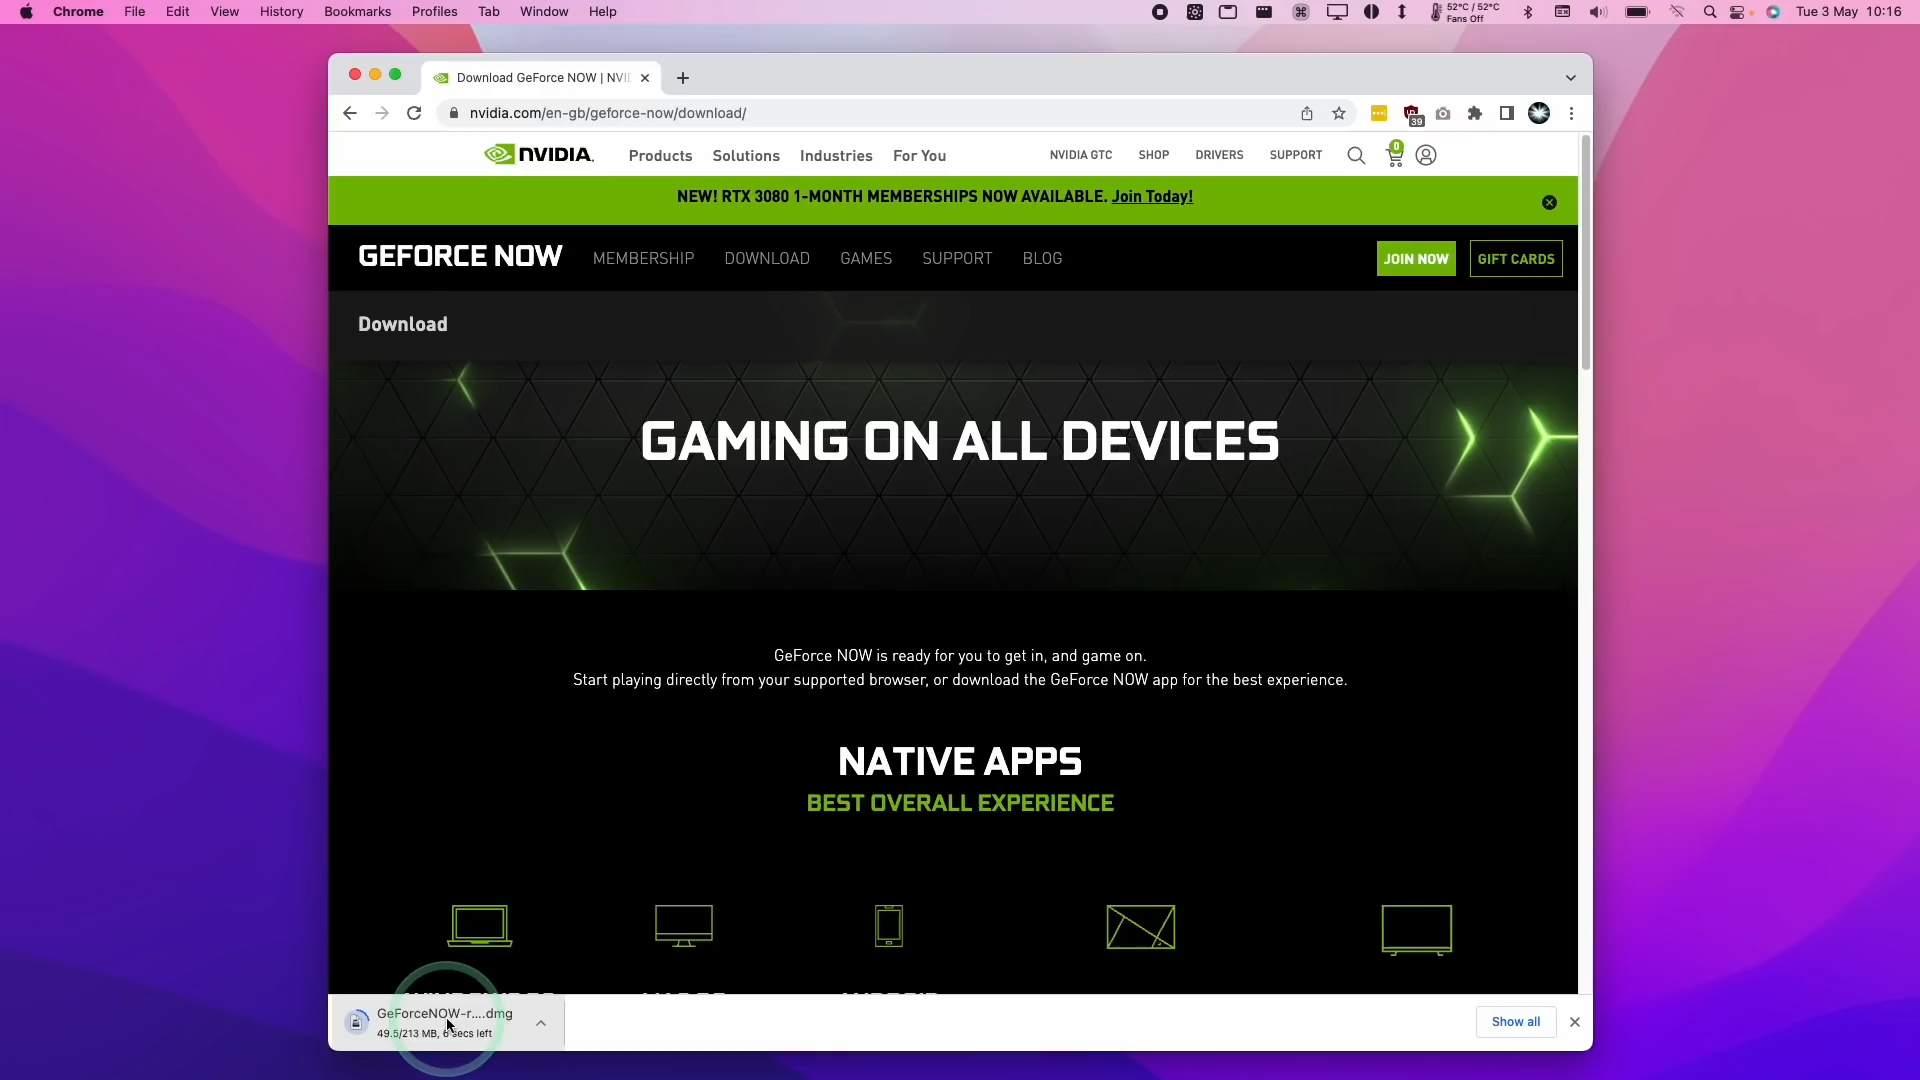 Chrome File Edit View History Bookmarks Profiles Tab Window Help
52°C / 52°C
Fans Off
Tue 3 May 10:16
Download GeForce NOW | NVI
nvidia.com/en-gb/geforce-now/download/
39
NVIDIA.
Products Solutions Industries For You
NVIDIA GTC SHOP DRIVERS SUPPORT
0
NEW! RTX 3080 1-MONTH MEMBERSHIPS NOW AVAILABLE. Join Today!
GEFORCE NOW MEMBERSHIP DOWNLOAD GAMES SUPPORT BLOG JOIN NOW GIFT CARDS
Download
GAMING ON ALL DEVICES
GeForce NOW is ready for you to get in, and game on.
Start playing directly from your supported browser, or download the GeForce NOW app for the best experience.
NATIVE APPS
BEST OVERALL EXPERIENCE
GeForceNOW-r....dmg
49.5/213 MB, 6 secs left
Show all